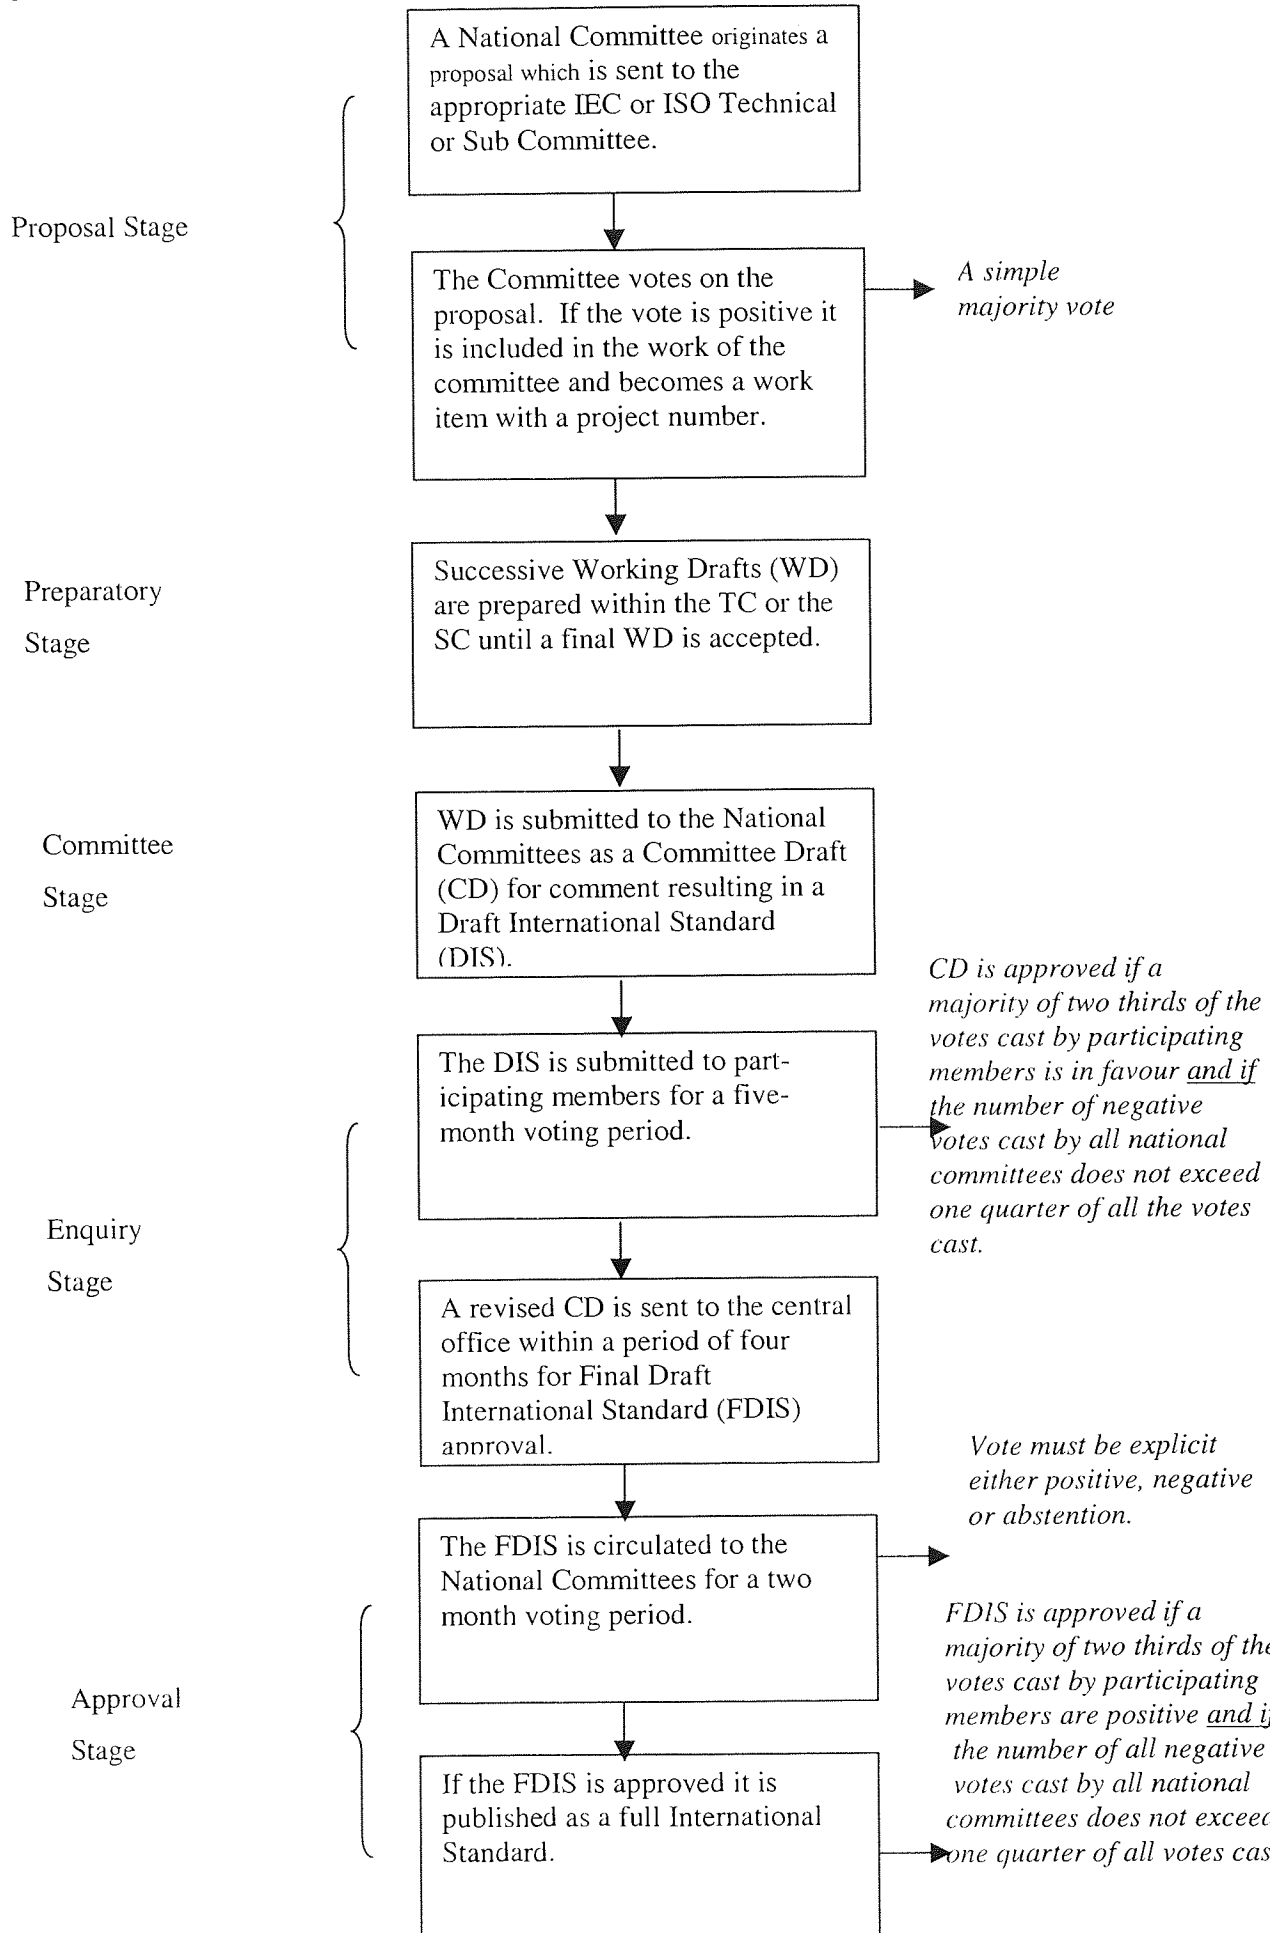 A National Committee originates a
proposal which is sent to the
appropriate IEC or ISO Technical
or Sub Committee.
Proposal Stage
The Committee votes on the
proposal. If the vote is positive it
is included in the work of the
committee and becomes a work
item with a project number.
A simple
majority vote
Preparatory
Stage
Successive Working Drafts (WD)
are prepared within the TC or the
SC until a final WD is accepted.
Committee
Stage
WD is submitted to the National
Committees as a Committee Draft
(CD) for comment resulting in a
Draft International Standard
(DIS).
The DIS is submitted to part-
icipating members for a five-
month voting period.
CD is approved if a
majority of two thirds of the
votes cast by participating
members is in favour and if
the number of negative
votes cast by all national
committees does not exceed
one quarter of all the votes
cast.
Enquiry
Stage
A revised CD is sent to the central
office within a period of four
months for Final Draft
International Standard (FDIS)
approval.
Vote must be explicit
either positive, negative
or abstention.
The FDIS is circulated to the
National Committees for a two
month voting period.
FDIS is approved if a
majority of two thirds of the
votes cast by participating
members are positive and if
the number of all negative
votes cast by all national
committees does not exceed
one quarter of all votes cas
Approval
Stage
If the FDIS is approved it is
published as a full International
Standard.